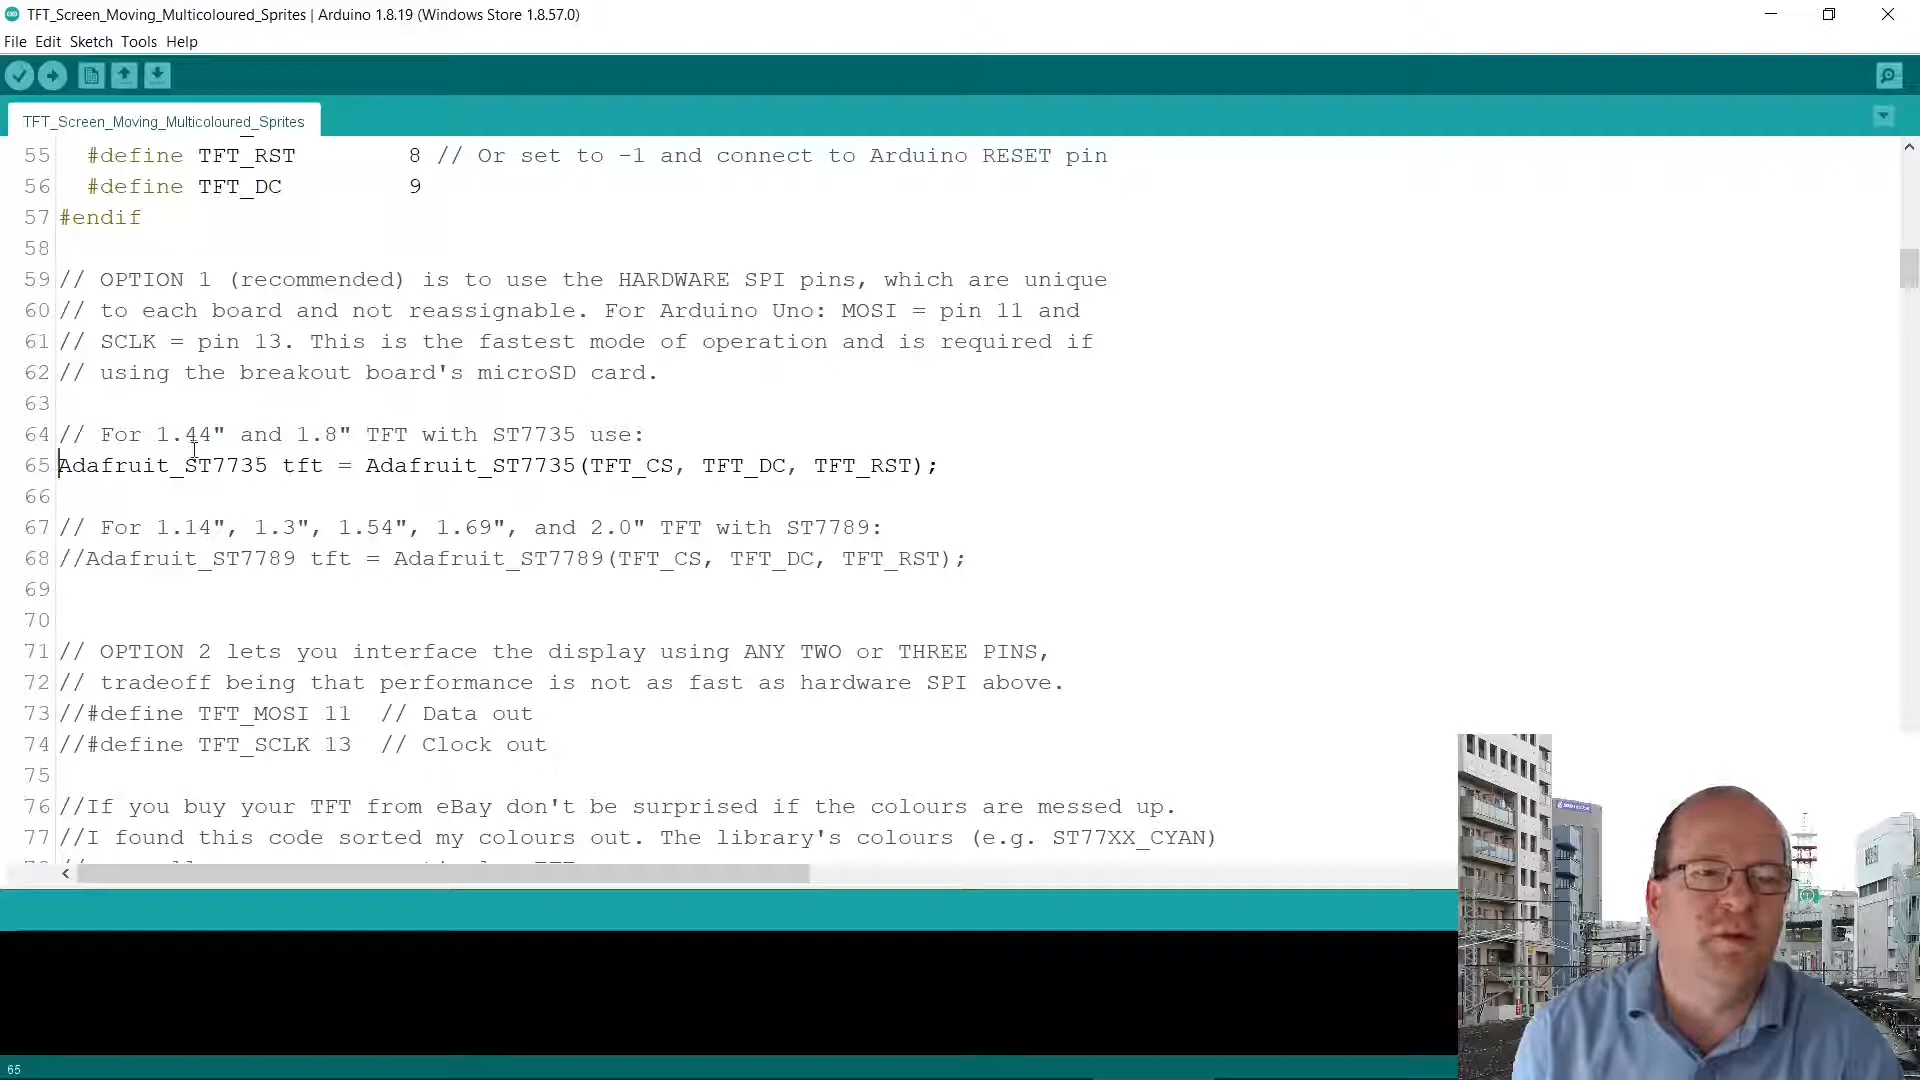 TFT_Screen_Moving_Multicoloured_Sprites | Arduino 1.8.19 (Windows Store 1.8.57.0)
File Edit Sketch Tools Help
TFT_Screen_Moving_Multicoloured_Sprites
55 #define TFT_RST 8 // Or set to -1 and connect to Arduino RESET pin
56 #define TFT_DC 9
57 #endif
58
59 // OPTION 1 (recommended) is to use the HARDWARE SPI pins, which are unique
60 // to each board and not reassignable. For Arduino Uno: MOSI = pin 11 and
61 // SCLK = pin 13. This is the fastest mode of operation and is required if
62 // using the breakout board's microSD card.
63
64 // For 1.44" and 1.8" TFT with ST7735 use:
65 Adafruit_ST7735 tft = Adafruit_ST7735(TFT_CS, TFT_DC, TFT_RST);
66
67 // For 1.14", 1.3", 1.54", 1.69", and 2.0" TFT with ST7789:
68 //Adafruit_ST7789 tft = Adafruit_ST7789(TFT_CS, TFT_DC, TFT_RST);
69
70
71 // OPTION 2 lets you interface the display using ANY TWO or THREE PINS,
72 // tradeoff being that performance is not as fast as hardware SPI above.
73 //#define TFT_MOSI 11 // Data out
74 //#define TFT_SCLK 13 // Clock out
75
76 //If you buy your TFT from eBay don't be surprised if the colours are messed up.
77 //I found this code sorted my colours out. The library's colours (e.g. ST77XX_CYAN)
65